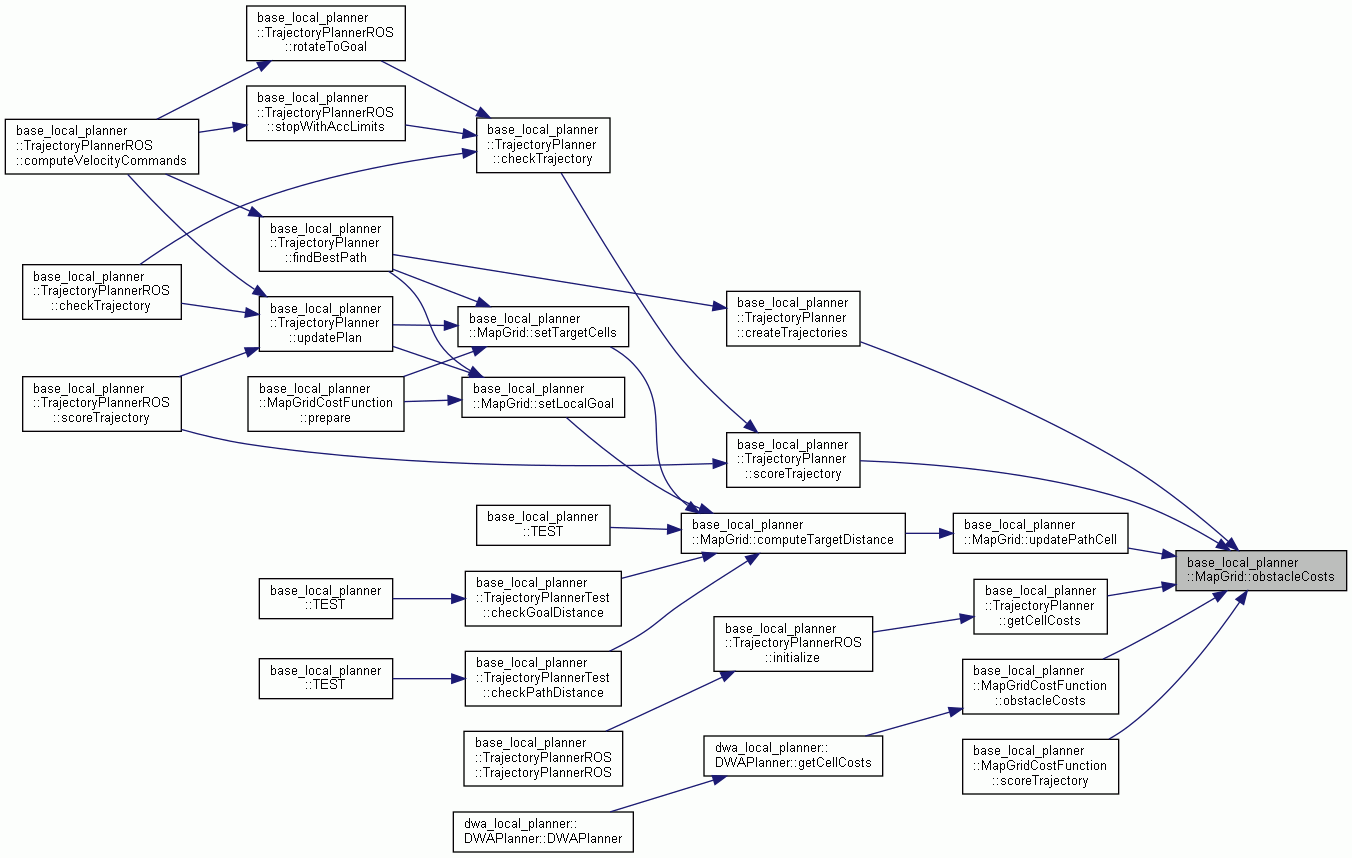 base_local_planner
::TrajectoryPlannerROS
::rotateToGoal
base_local_planner
::TrajectoryPlannerROS
::stopWithAccLimits
base_local_planner
::TrajectoryPlannerROS
::computeVelocityCommands
base_local_planner
::TrajectoryPlanner
::checkTrajectory
base_local_planner
::TrajectoryPlanner
::findBestPath
base_local_planner
::TrajectoryPlannerROS
::checkTrajectory
base_local_planner
::TrajectoryPlanner
::updatePlan
base_local_planner
::MapGrid::setTargetCells
base_local_planner
::TrajectoryPlanner
::createTrajectories
base_local_planner
::TrajectoryPlannerROS
::scoreTrajectory
base_local_planner
::MapGridCostFunction
::prepare
base_local_planner
::MapGrid::setLocalGoal
base_local_planner
::TrajectoryPlanner
::scoreTrajectory
base_local_planner
::TEST
base_local_planner
::MapGrid::computeTargetDistance
base_local_planner
::MapGrid::updatePathCell
base_local_planner
::MapGrid::obstacleCosts
base_local_planner
::TEST
base_local_planner
::TrajectoryPlannerTest
::checkGoalDistance
base_local_planner
::TrajectoryPlanner
::getCellCosts
base_local_planner
::TrajectoryPlannerROS
::initialize
base_local_planner
::TEST
base_local_planner
::TrajectoryPlannerTest
::checkPathDistance
base_local_planner
::MapGridCostFunction
::obstacleCosts
base_local_planner
::TrajectoryPlannerROS
::TrajectoryPlannerROS
dwa_local_planner::
DWAPlanner::getCellCosts
base_local_planner
::MapGridCostFunction
::scoreTrajectory
dwa_local_planner::
DWAPlanner::DWAPlanner